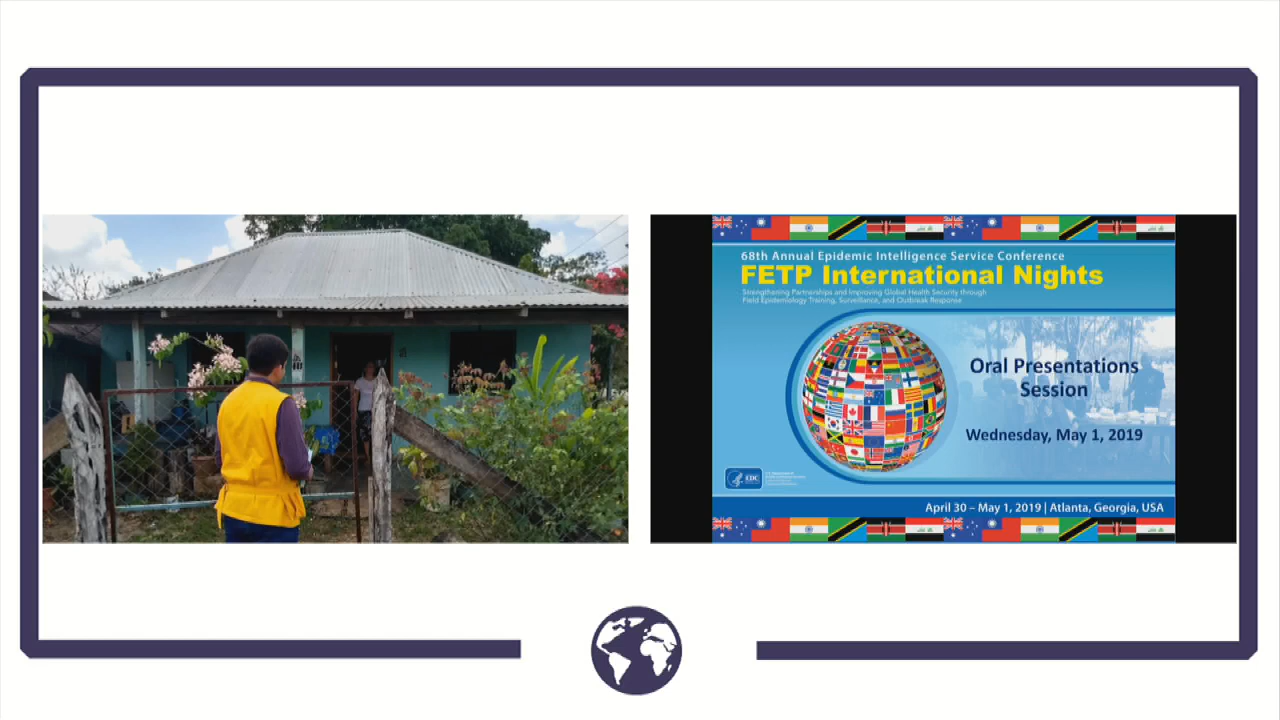 68th Annual Epidemic Intelligence Service Conference
FETP International Nights
Strengthening Partnerships and Improving Global Health Security through
Field Epidemiology Training, Surveillance, and Outbreak Response
Oral Presentations
Session
Wednesday, May 1, 2019
CDC
April 30 – May 1, 2019 | Atlanta, Georgia, USA